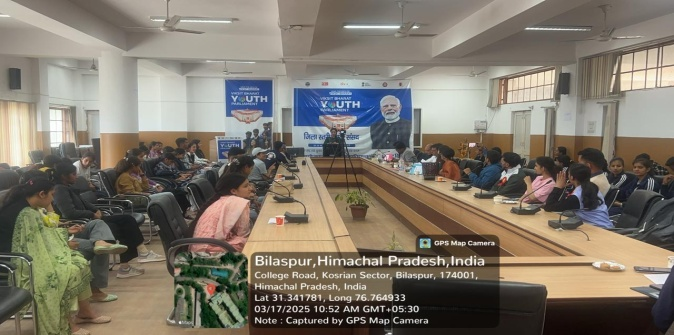 VIKSIT BHARAT
YOUTH
PARLIAMENT
VIKSIT BHARAT
YOUTH
PARLIAMENT
जिला
GPS Map Camera
Bilaspur,Himachal Pradesh,India
College Road, Kosrian Sector, Bilaspur, 174001,
Himachal Pradesh, India
Lat 31.341781, Long 76.764933
03/17/2025 10:52 AM GMT+05:30
Note : Captured by GPS Map Camera
Google